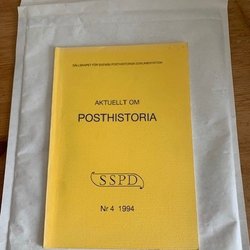 SÄLLSKAPET FÖR SVENSK POSTHISTORISK DOKUMENTATION
AKTUELLT OM
POSTHISTORIA
SSPD
Nr 4 1994